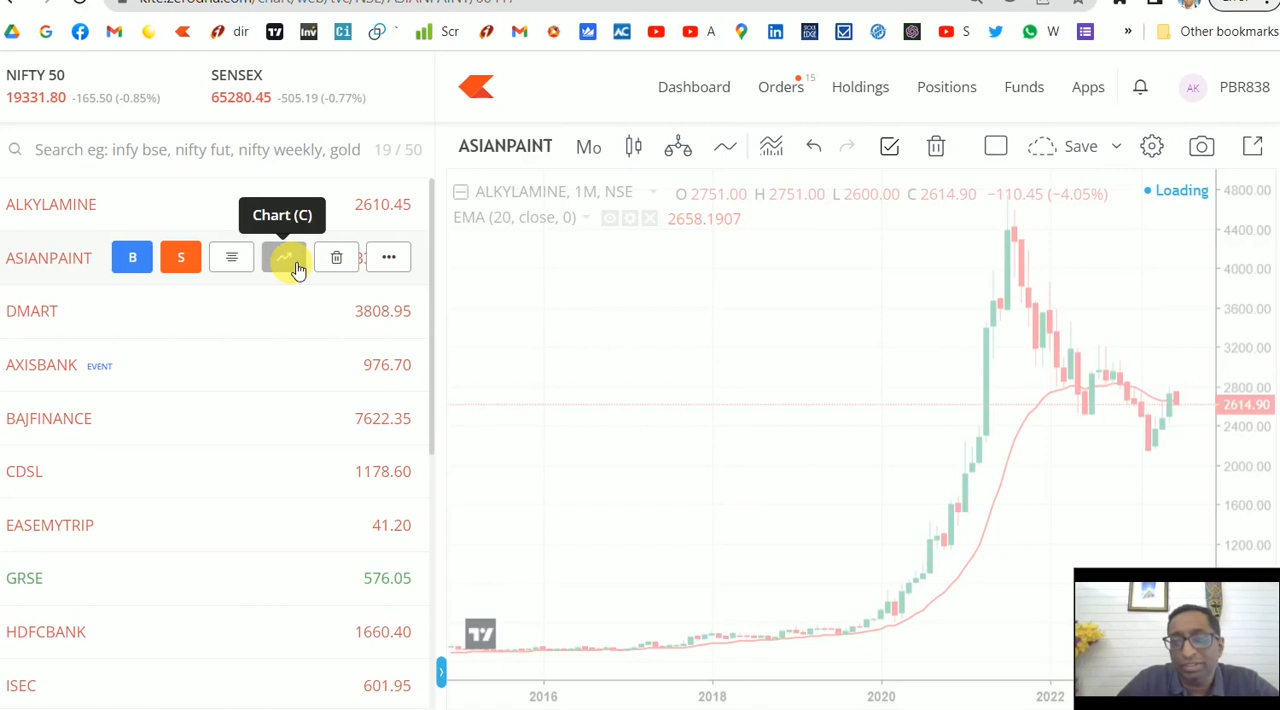 dir
Inv
Ci
Scr
AC
A
S
W
»
Other bookmarks
NIFTY 50
19331.80 -165.50 (-0.85%)
SENSEX
65280.45 -505.19 (-0.77%)
Dashboard
Orders 15
Holdings
Positions
Funds
Apps
AK
PBR838
Search eg: infy bse, nifty fut, nifty weekly, gold
19 / 50
ASIANPAINT
Mo
Save
ALKYLAMINE 2610.45
Chart (C)
ASIANPAINT B S
DMART 3808.95
AXISBANK EVENT 976.70
BAJFINANCE 7622.35
CDSL 1178.60
EASEMYTRIP 41.20
GRSE 576.05
HDFCBANK 1660.40
ISEC 601.95
ALKYLAMINE, 1M, NSE
O 2751.00 H 2751.00 L 2600.00 C 2614.90 −110.45 (−4.05%)
Loading
EMA (20, close, 0) 2658.1907
4800.00
4400.00
4000.00
3600.00
3200.00
2800.00
2614.90
2400.00
2000.00
1600.00
1200.00
2016
2018
2020
2022